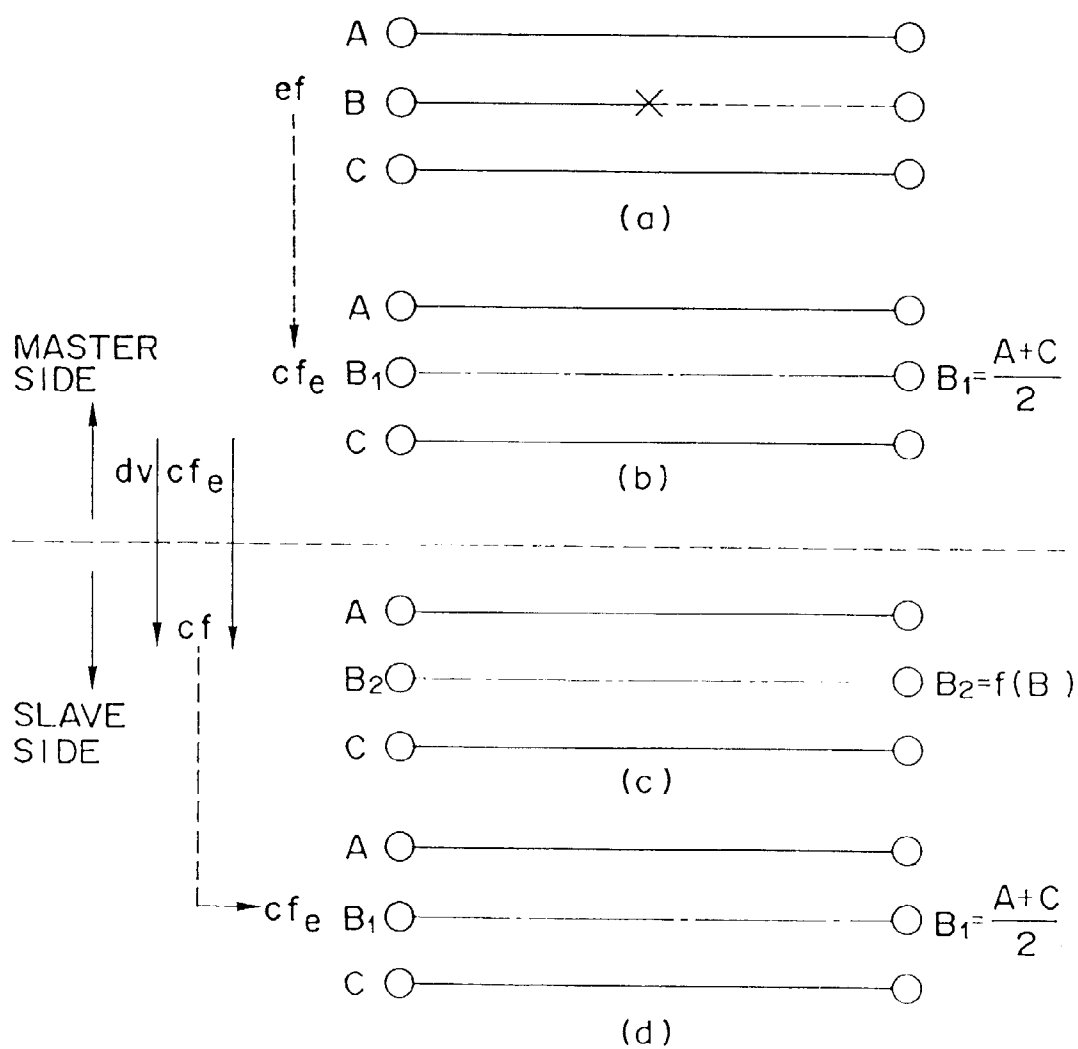 A
ef B
C
(a)
A
MASTER
SIDE
cfe B1 B1=A+C/2
C
dv cfe
(b)
A
cf
B2 B2=f(B )
SLAVE
SIDE
C
(c)
A
cfe B1 B1=A+C/2
C
(d)